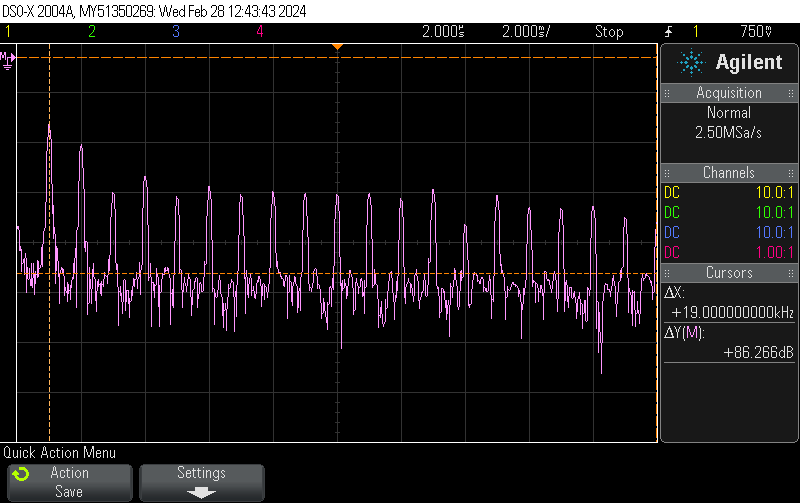 DSO-X 2004A, MY51350269: Wed Feb 28 12:43:43 2024
1 2 3 4 2.000s 2.000s/ Stop 1 750V
M
Agilent
Acquisition
Normal
2.50MSa/s
Channels
DC 10.0:1
DC 10.0:1
DC 10.0:1
DC 1.00:1
Cursors
ΔX:
+19.000000000kHz
ΔY(M):
+86.266dB
Quick Action Menu
Action
Save
Settings